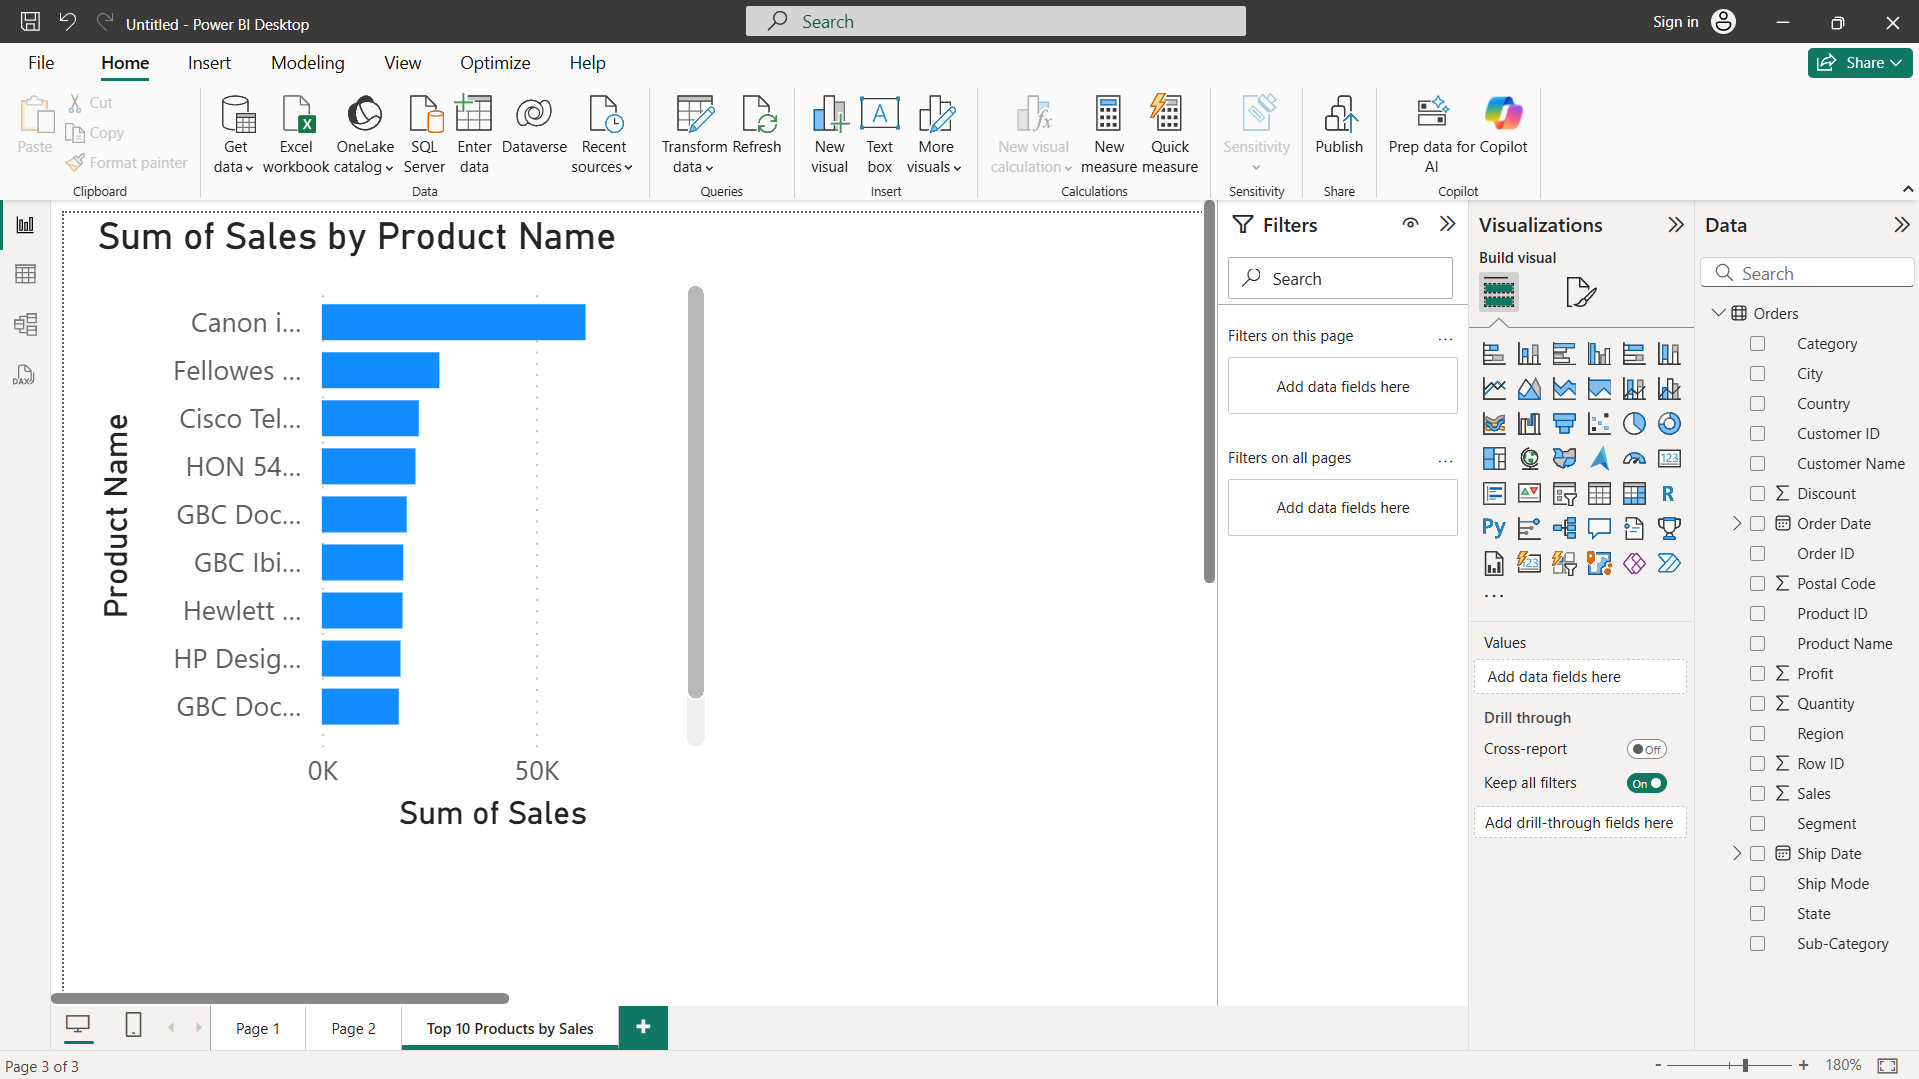 Untitled - Power BI Desktop
Search
Sign in
File
Home
Insert
Modeling
View
Optimize
Help
Share
Paste
Cut
Copy
Format painter
Clipboard
Get data
Excel workbook
OneLake catalog
SQL Server
Enter data
Dataverse
Recent sources
Data
Transform data
Refresh
Queries
New visual
Text box
More visuals
Insert
New visual calculation
New measure
Quick measure
Calculations
Sensitivity
Sensitivity
Publish
Share
Prep data for AI
Copilot
Copilot
Sum of Sales by Product Name
Product Name
Canon i...
Fellowes ...
Cisco Tel...
HON 54...
GBC Doc...
GBC Ibi...
Hewlett ...
HP Desig...
GBC Doc...
0K
50K
Sum of Sales
Filters
Search
Filters on this page
...
Add data fields here
Filters on all pages
...
Add data fields here
Visualizations
Build visual
123
R
Py
123
...
Values
Add data fields here
Drill through
Cross-report
Off
Keep all filters
On
Add drill-through fields here
Data
Search
Orders
Category
City
Country
Customer ID
Customer Name
Discount
Order Date
Order ID
Postal Code
Product ID
Product Name
Profit
Quantity
Region
Row ID
Sales
Segment
Ship Date
Ship Mode
State
Sub-Category
DAX
Page 1
Page 2
Top 10 Products by Sales
+
Page 3 of 3
-
+
180%